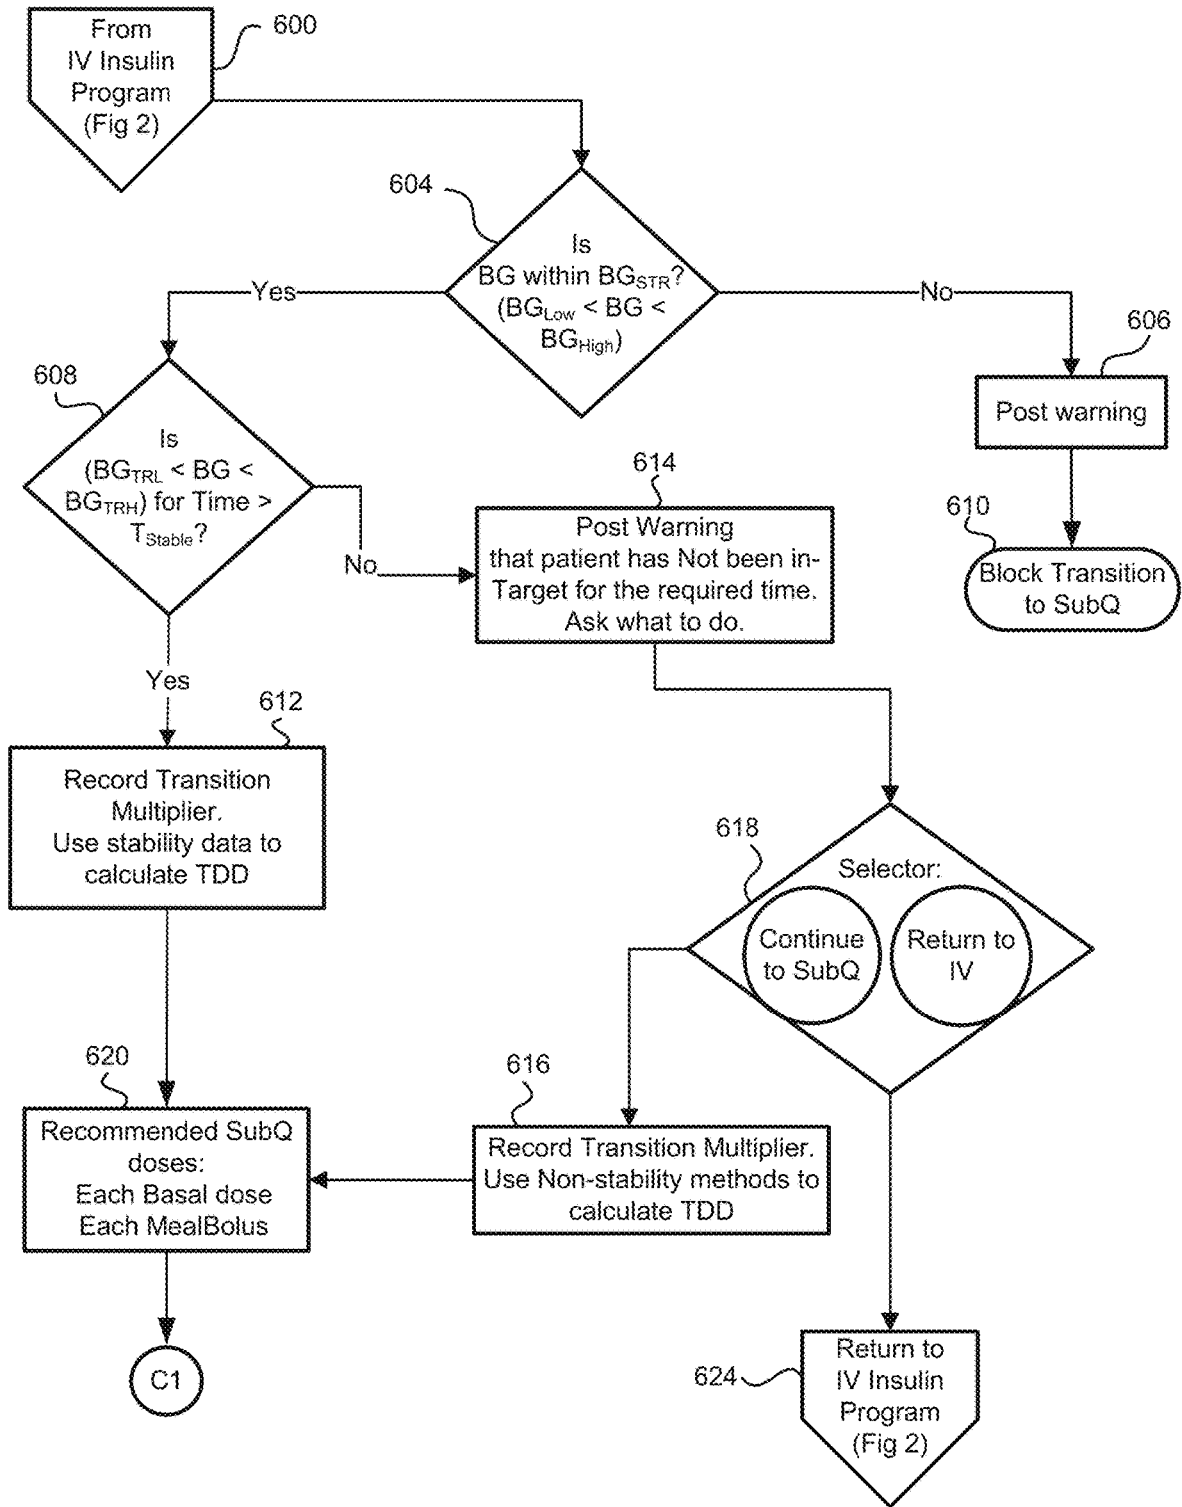 From
IV Insulin
Program
(Fig 2)
600
604
Is
BG within BG_STR?
(BG_Low < BG <
BG_High)
Yes
No
606
Post warning
608
Is
(BG_TRL < BG <
BG_TRH) for Time >
T_Stable?
No
614
Post Warning
that patient has Not been in-
Target for the required time.
Ask what to do.
610
Block Transition
to SubQ
Yes
612
Record Transition
Multiplier.
Use stability data to
calculate TDD
618
Selector:
Continue
to SubQ
Return to
IV
620
Recommended SubQ
doses:
Each Basal dose
Each MealBolus
616
Record Transition Multiplier.
Use Non-stability methods to
calculate TDD
C1
624
Return to
IV Insulin
Program
(Fig 2)